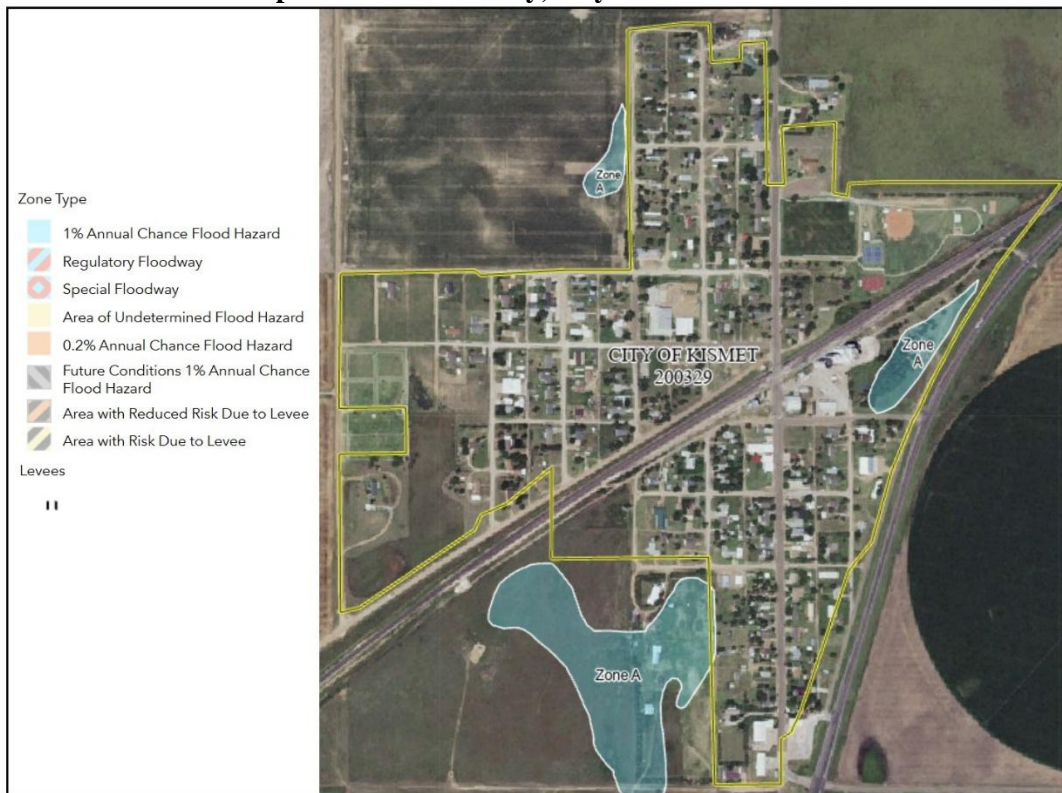 Zone Type
1% Annual Chance Flood Hazard
Regulatory Floodway
Special Floodway
Area of Undetermined Flood Hazard
0.2% Annual Chance Flood Hazard
Future Conditions 1% Annual Chance
Flood Hazard
Area with Reduced Risk Due to Levee
Area with Risk Due to Levee
Levees
Zone
A
CITY OF KISMET
200329
Zone
A
Zone A